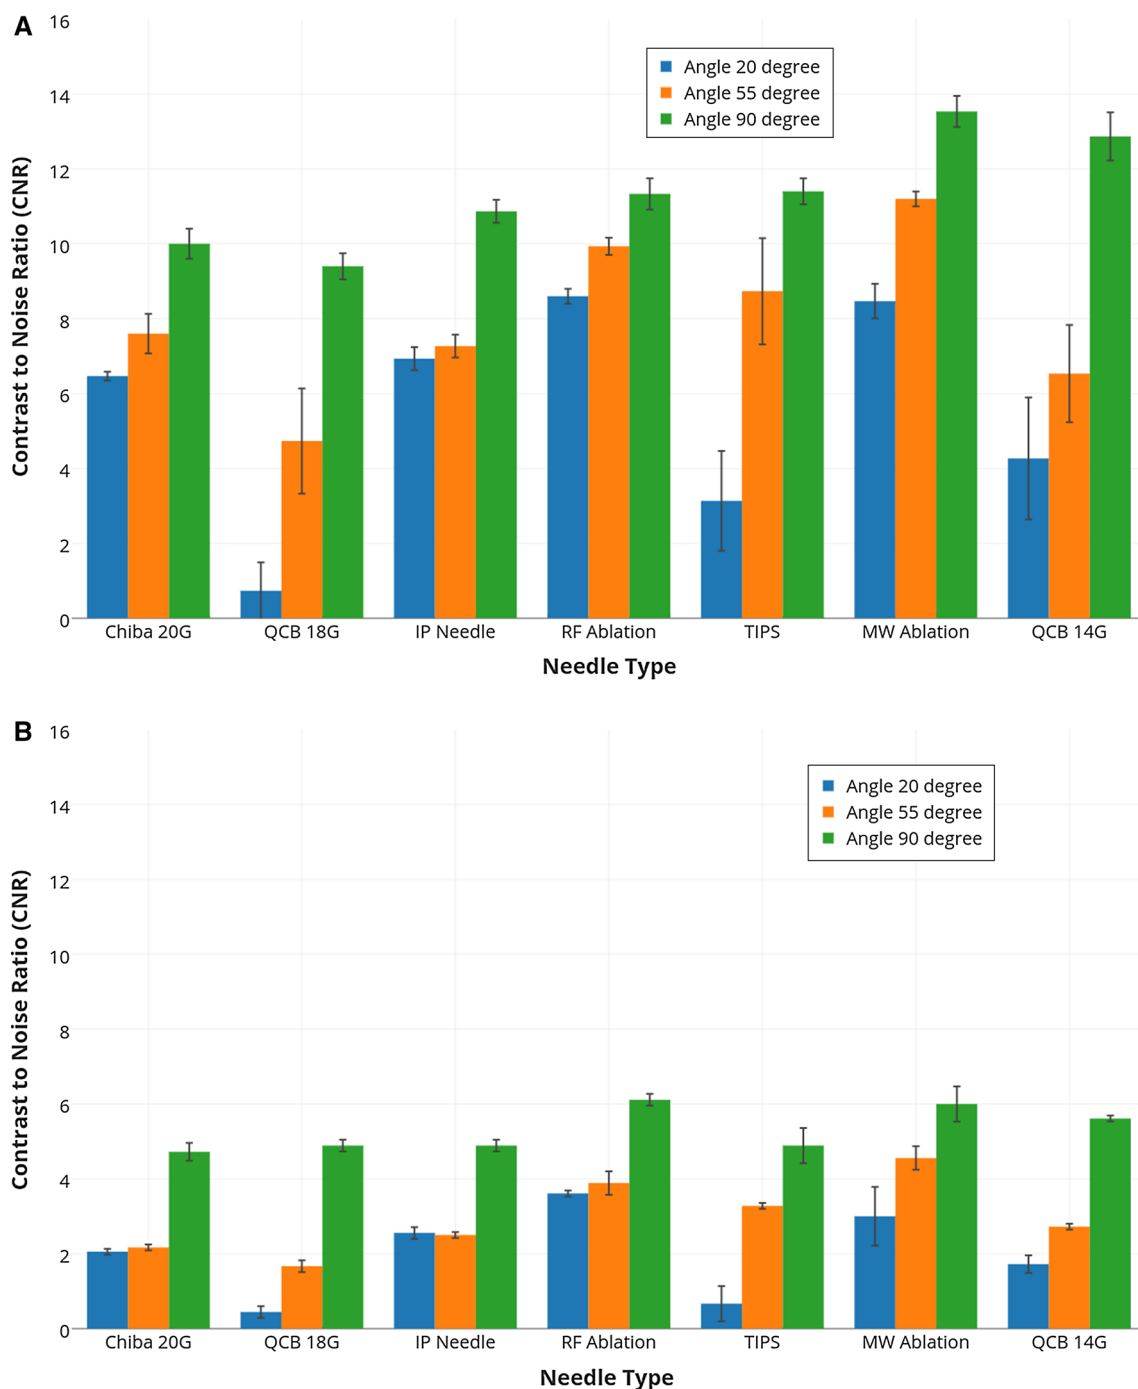 A
Contrast to Noise Ratio (CNR)
16
14
12
10
8
6
4
2
0
Angle 20 degree
Angle 55 degree
Angle 90 degree
Chiba 20G QCB 18G IP Needle RF Ablation TIPS MW Ablation QCB 14G
Needle Type
B
Contrast to Noise Ratio (CNR)
16
14
12
10
8
6
4
2
0
Angle 20 degree
Angle 55 degree
Angle 90 degree
Chiba 20G QCB 18G IP Needle RF Ablation TIPS MW Ablation QCB 14G
Needle Type